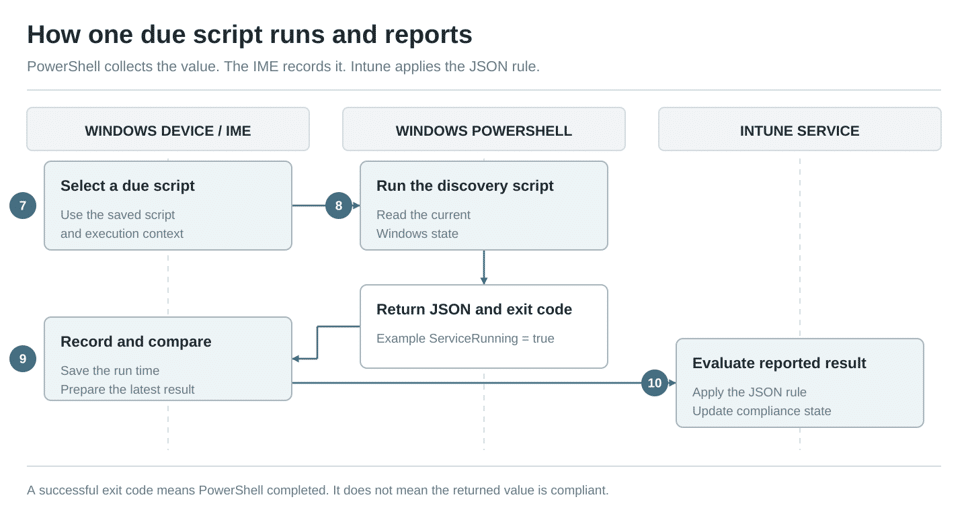 How one due script runs and reports
PowerShell collects the value. The IME records it. Intune applies the JSON rule.
WINDOWS DEVICE / IME
WINDOWS POWERSHELL
INTUNE SERVICE
7
Select a due script
Use the saved script
and execution context
8
Run the discovery script
Read the current
Windows state
Return JSON and exit code
Example ServiceRunning = true
9
Record and compare
Save the run time
Prepare the latest result
10
Evaluate reported result
Apply the JSON rule
Update compliance state
A successful exit code means PowerShell completed. It does not mean the returned value is compliant.